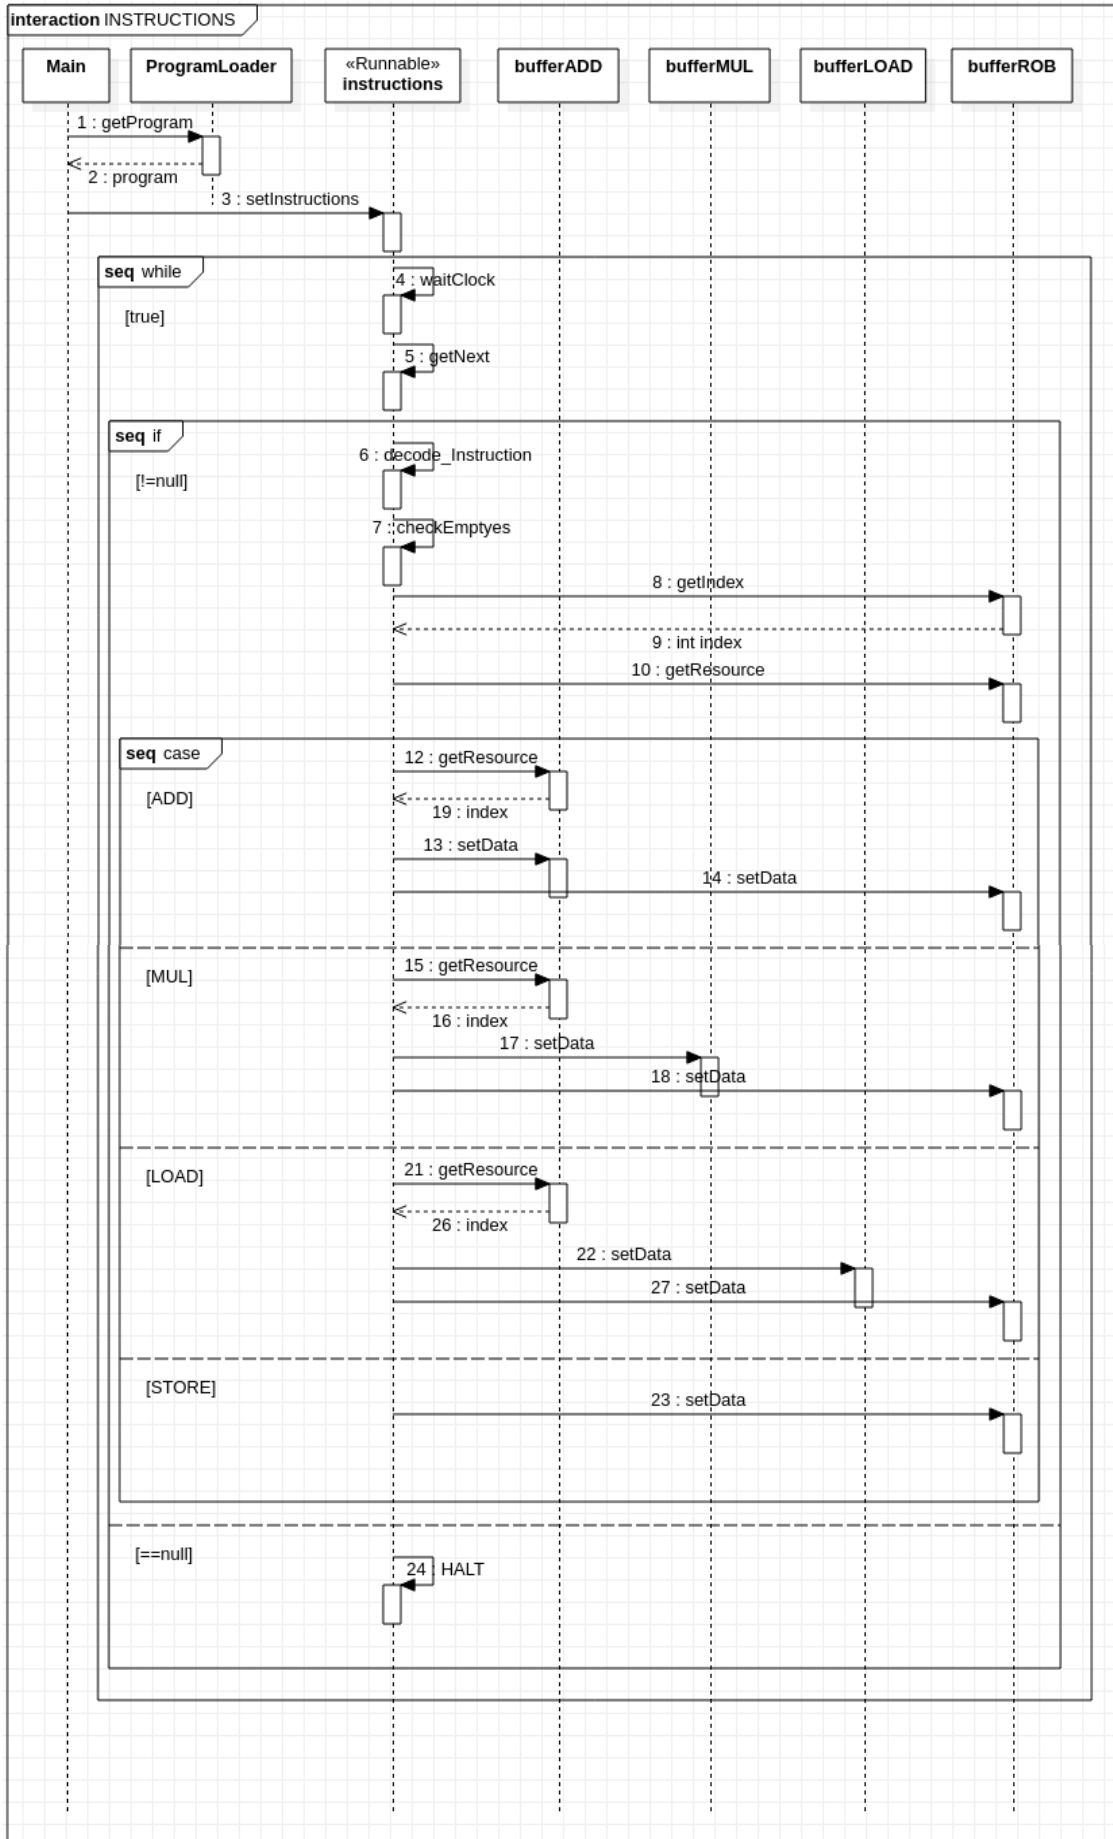 interaction INSTRUCTIONS
Main
ProgramLoader
«Runnable»
instructions
bufferADD
bufferMUL
bufferLOAD
bufferROB
1 : getProgram
2 : program
3 : setInstructions
seq while
4 : waitClock
[true]
5 : getNext
seq if
6 : decode_Instruction
[!=null]
7 : checkEmptyes
8 : getIndex
9 : int index
10 : getResource
seq case
12 : getResource
[ADD]
19 : index
13 : setData
14 : setData
15 : getResource
[MUL]
16 : index
17 : setData
18 : setData
21 : getResource
[LOAD]
26 : index
22 : setData
27 : setData
[STORE]
23 : setData
[==null]
24 : HALT